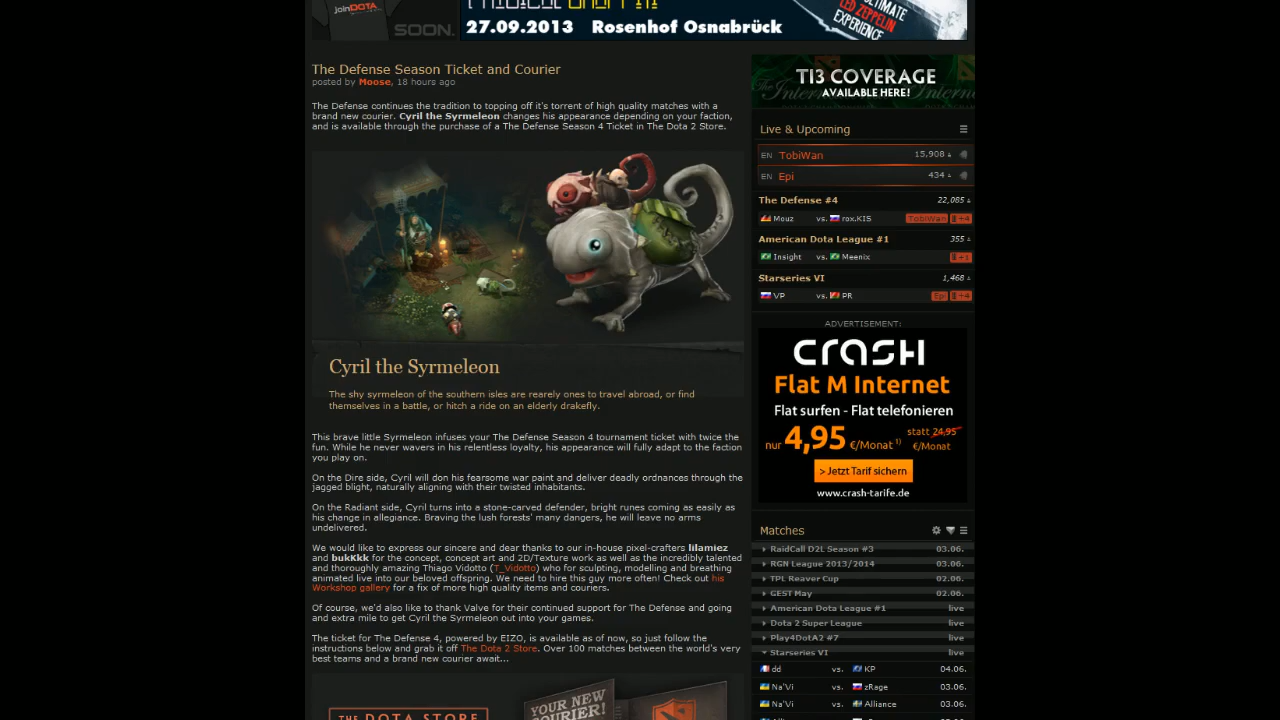 joinDOTA
SOON.
27.09.2013 Rosenhof Osnabrück
ULTIMATE
LED ZEPPELIN
EXPERIENCE
The Defense Season Ticket and Courier
posted by Moose, 18 hours ago
The Defense continues the tradition to topping off it's torrent of high quality matches with a
brand new courier. Cyril the Syrmeleon changes his appearance depending on your faction,
and is available through the purchase of a The Defense Season 4 Ticket in The Dota 2 Store.
Cyril the Syrmeleon
The shy syrmeleon of the southern isles are rearely ones to travel abroad, or find
themselves in a battle, or hitch a ride on an elderly drakefly.
This brave little Syrmeleon infuses your The Defense Season 4 tournament ticket with twice the
fun. While he never wavers in his relentless loyalty, his appearance will fully adapt to the faction
you play on.
On the Dire side, Cyril will don his fearsome war paint and deliver deadly ordnances through the
jagged blight, naturally aligning with their twisted inhabitants.
On the Radiant side, Cyril turns into a stone-carved defender, bright runes coming as easily as
his change in allegiance. Braving the lush forests' many dangers, he will leave no arms
undelivered.
We would like to express our sincere and dear thanks to our in-house pixel-crafters lilamiez
and bukKkk for the concept, concept art and 2D/Texture work as well as the incredibly talented
and thoroughly amazing Thiago Vidotto (T_Vidotto) who for sculpting, modelling and breathing
animated live into our beloved offspring. We need to hire this guy more often! Check out his
Workshop gallery for a fix of more high quality items and couriers.
Of course, we'd also like to thank Valve for their continued support for The Defense and going
and extra mile to get Cyril the Syrmeleon out into your games.
The ticket for The Defense 4, powered by EIZO, is available as of now, so just follow the
instructions below and grab it off The Dota 2 Store. Over 100 matches between the world's very
best teams and a brand new courier await...
THE DOTA STORE
YOUR NEW
COURIER!
TI3 COVERAGE
AVAILABLE HERE!
Live & Upcoming
EN TobiWan 15,908
EN Epi 434
The Defense #4 22,085
Mouz vs. rox.KIS TobiWan +4
American Dota League #1 355
Insight vs. Meenix +1
Starseries VI 1,468
VP vs. PR Epi +4
ADVERTISEMENT:
crash
Flat M Internet
Flat surfen - Flat telefonieren
nur 4,95 €/Monat 1) statt 24,95 €/Monat
> Jetzt Tarif sichern
www.crash-tarife.de
Matches
RaidCall D2L Season #3 03.06.
RGN League 2013/2014 03.06.
TPL Reaver Cup 02.06.
GEST May 02.06.
American Dota League #1 live
Dota 2 Super League live
Play4DotA2 #7 live
Starseries VI live
dd vs. KP 04.06.
Na'Vi vs. zRage 03.06.
Na'Vi vs. Alliance 03.06.